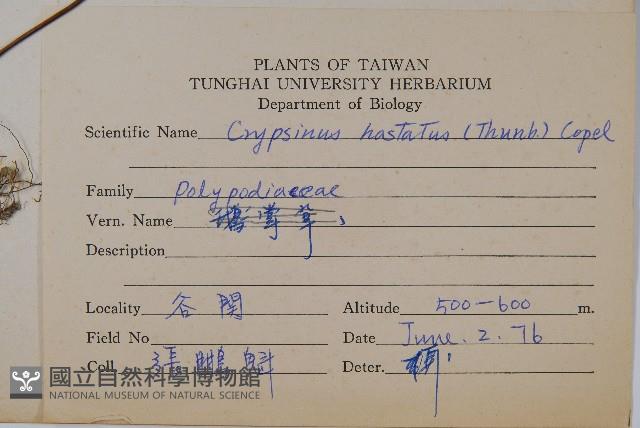 PLANTS OF TAIWAN
TUNGHAI UNIVERSITY HERBARIUM
Department of Biology
Scientific Name Crypsinus hastatus (Thunb.) Copel
Family Polypodiaceae
Vern. Name
Description
Locality 谷関 Altitude 500-600 m.
Field No Date June. 2. 76
Coll. 張 Deter.
國立自然科學博物館
NATIONAL MUSEUM OF NATURAL SCIENCE